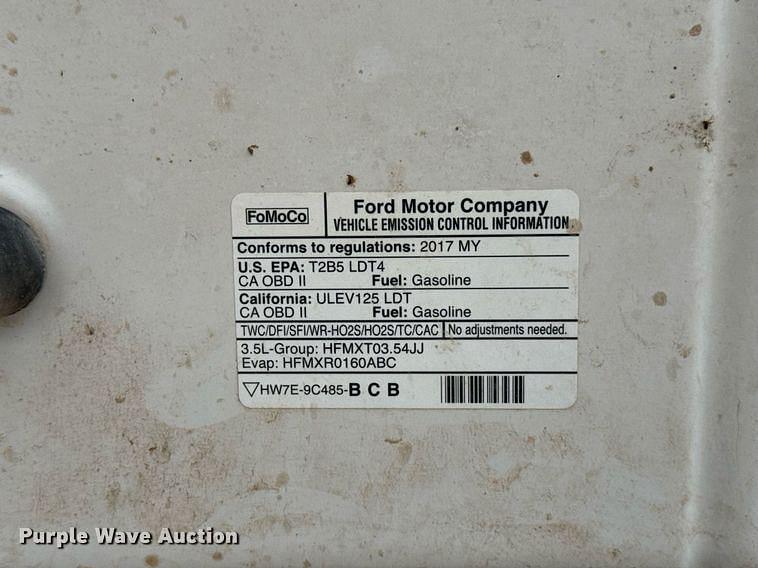 FoMoCo
Ford Motor Company
VEHICLE EMISSION CONTROL INFORMATION
Conforms to regulations: 2017 MY
U.S. EPA: T2B5 LDT4
CA OBD II Fuel: Gasoline
California: ULEV125 LDT
CA OBD II Fuel: Gasoline
TWC/DFI/SFI/WR-HO2S/HO2S/TC/CAC No adjustments needed.
3.5L-Group: HFMXT03.54JJ
Evap: HFMXR0160ABC
HW7E-9C485-B C B
Purple Wave Auction